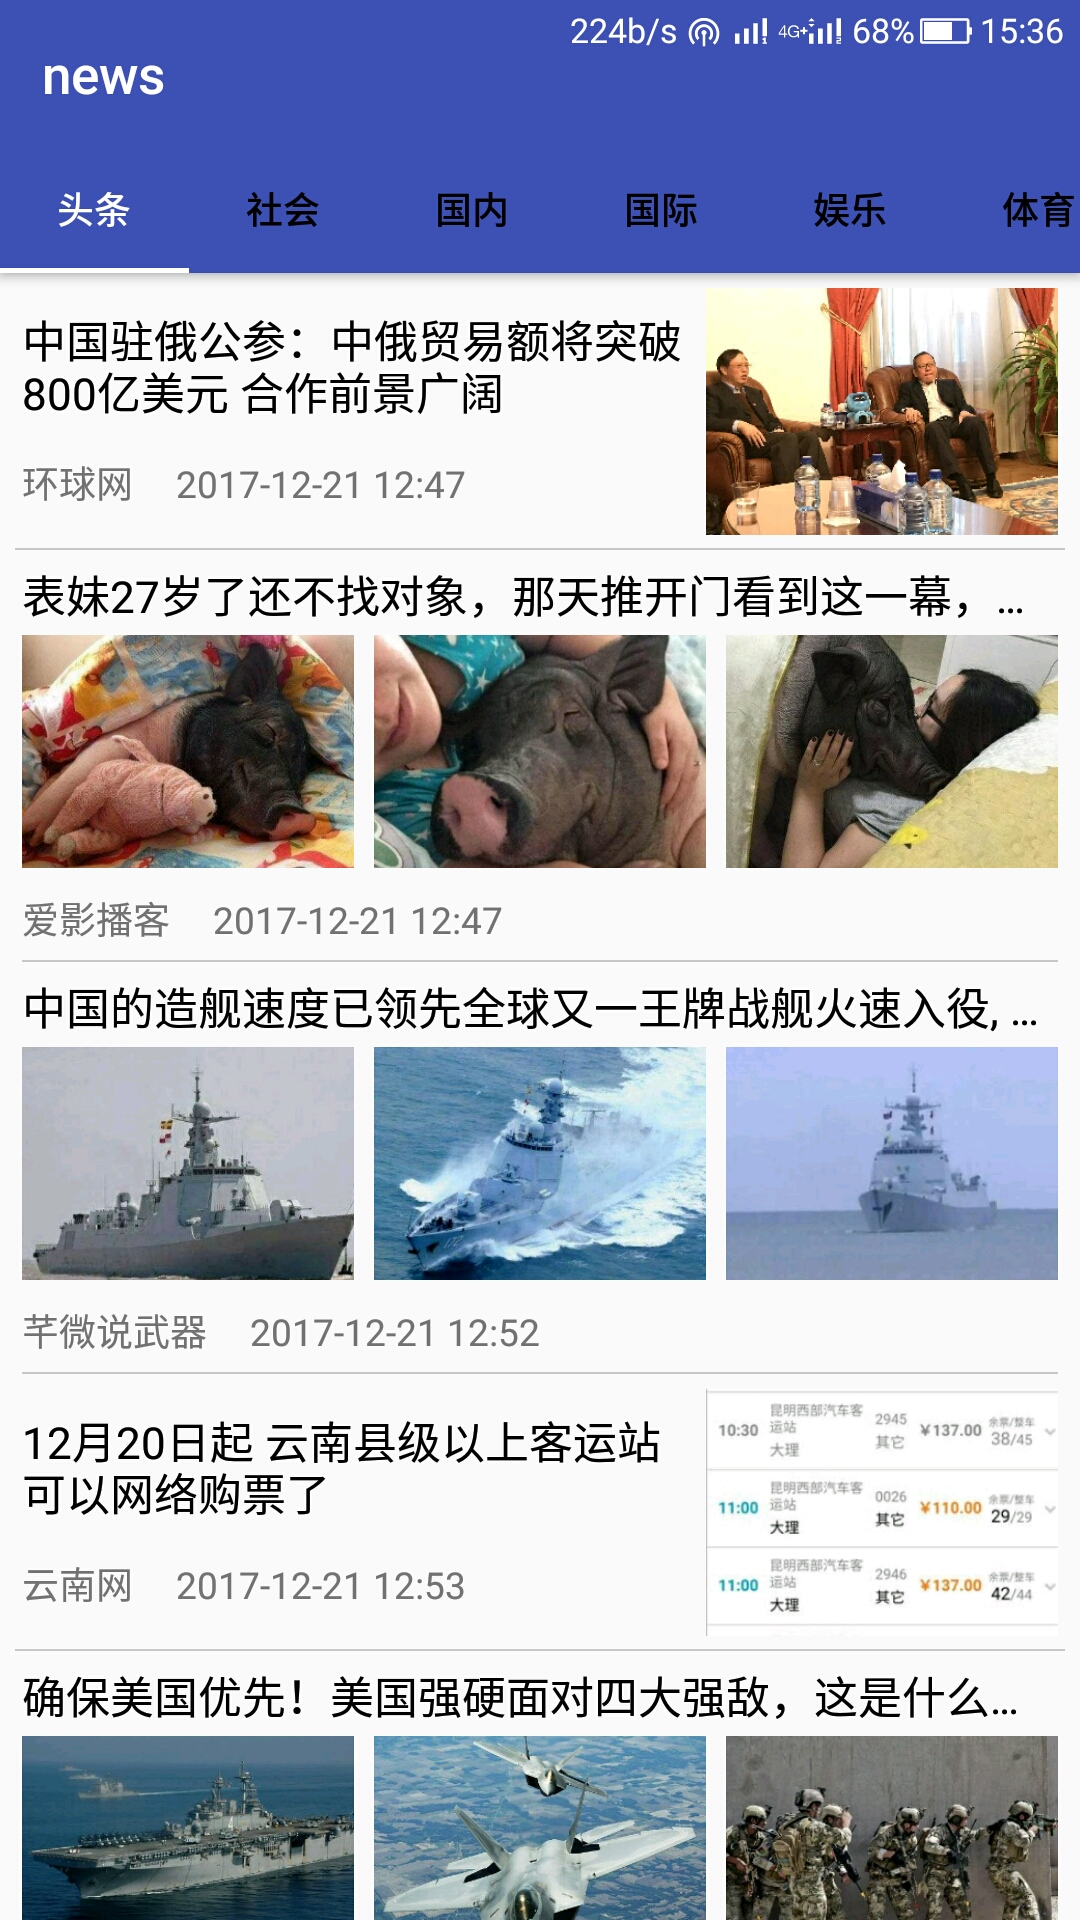 224b/s 4G+ 68% 15:36
news
头条 社会 国内 国际 娱乐 体育
中国驻俄公参：中俄贸易额将突破
800亿美元 合作前景广阔
环球网 2017-12-21 12:47
表妹27岁了还不找对象，那天推开门看到这一幕，...
爱影播客 2017-12-21 12:47
中国的造舰速度已领先全球又一王牌战舰火速入役, ...
芊微说武器 2017-12-21 12:52
12月20日起 云南县级以上客运站
可以网络购票了
云南网 2017-12-21 12:53
10:30 昆明西部汽车客运站 大理 2945 其它 ¥137.00 余票/整车 38/45
11:00 昆明西部汽车客运站 大理 0026 其它 ¥110.00 余票/整车 29/29
11:00 昆明西部汽车客运站 大理 2946 其它 ¥137.00 余票/整车 42/44
确保美国优先！美国强硬面对四大强敌，这是什么...